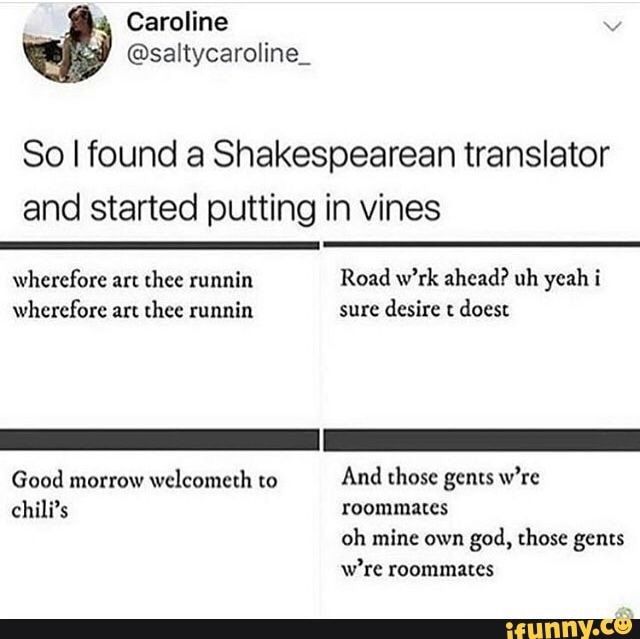 Caroline
@saltycaroline_
So I found a Shakespearean translator
and started putting in vines
wherefore art thee runnin
wherefore art thee runnin
Road w'rk ahead? uh yeah i
sure desire t doest
Good morrow welcometh to
chili's
And those gents w're
roommates
oh mine own god, those gents
w're roommates
ifunny.co